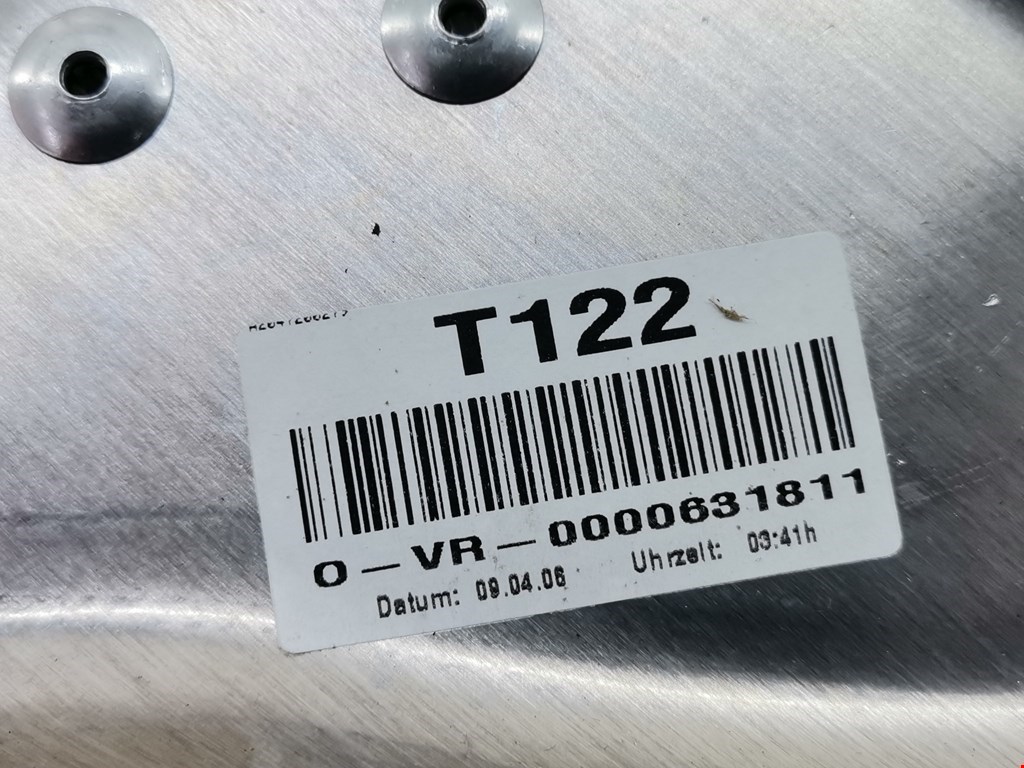 T122
O-VR-0000631811
Datum: 09.04.06 Uhrzeit: 03:41h